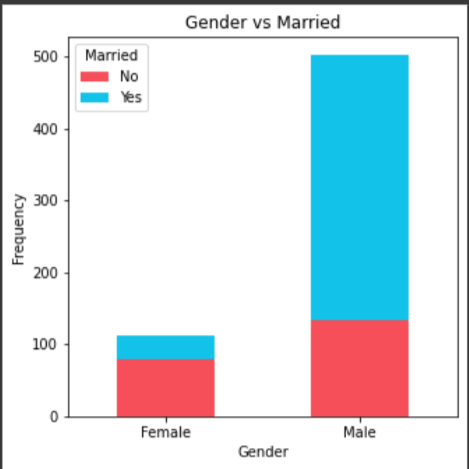 Gender vs Married
Married
No
Yes
500
400
300
200
100
0
Frequency
Female
Male
Gender